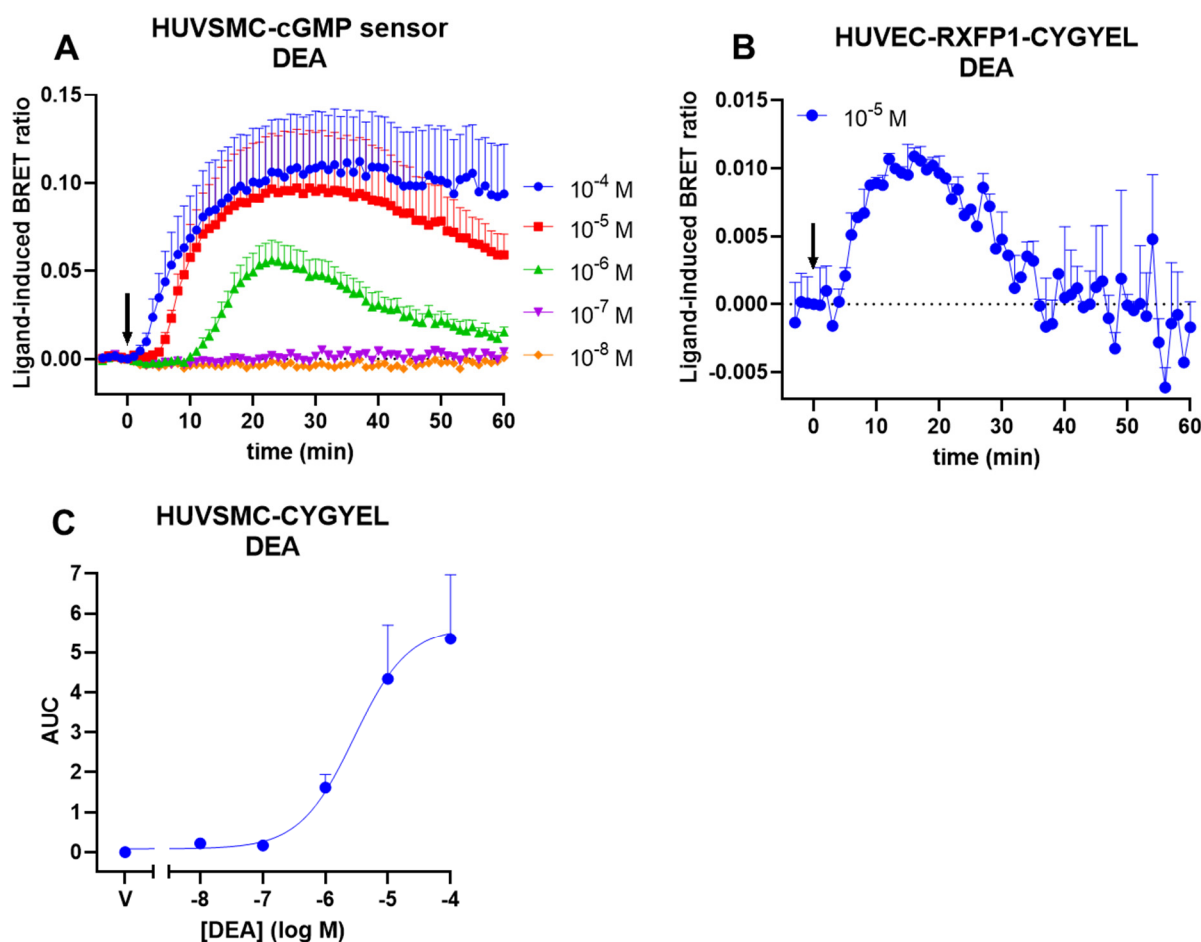 A
HUVSMC-cGMP sensor
DEA
Ligand-induced BRET ratio
0.15
0.10
0.05
0.00
0
10
20
30
40
50
60
time (min)
10⁻⁴ M
10⁻⁵ M
10⁻⁶ M
10⁻⁷ M
10⁻⁸ M
B
HUVEC-RXFP1-CYGYEL
DEA
Ligand-induced BRET ratio
0.015
0.010
0.005
0.000
-0.005
10⁻⁵ M
0
10
20
30
40
50
60
time (min)
C
HUVSMC-CYGYEL
DEA
AUC
7
6
5
4
3
2
1
0
V
-8
-7
-6
-5
-4
[DEA] (log M)